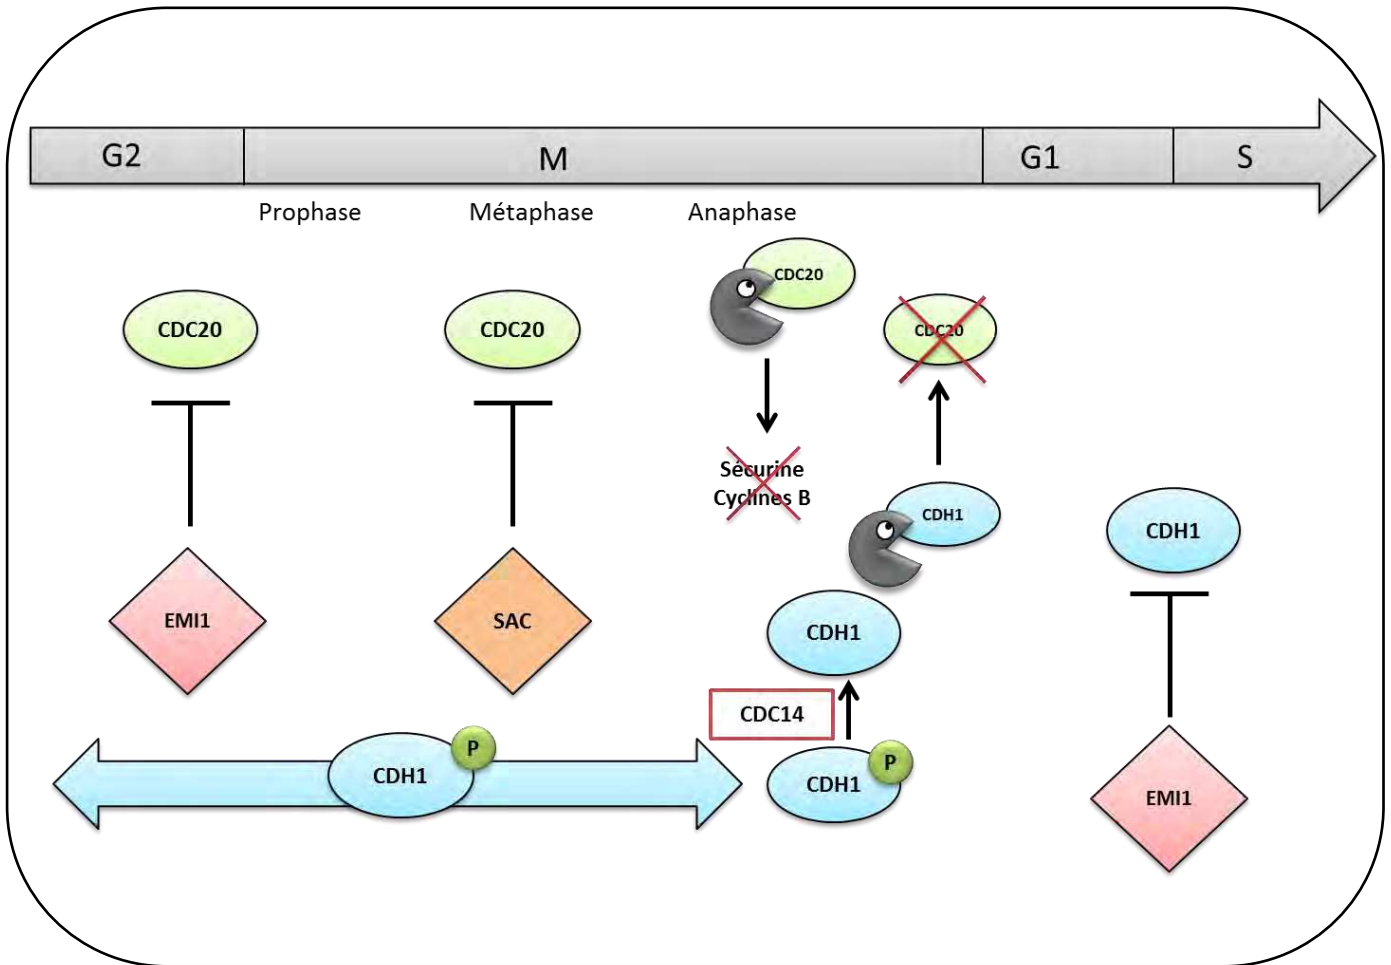 G2
M
G1
S
Prophase
Métaphase
Anaphase
CDC20
CDC20
CDC20
CDC20
Sécurine
Cyclines B
CDH1
CDH1
EMI1
SAC
CDH1
CDC14
P
CDH1
P
CDH1
EMI1